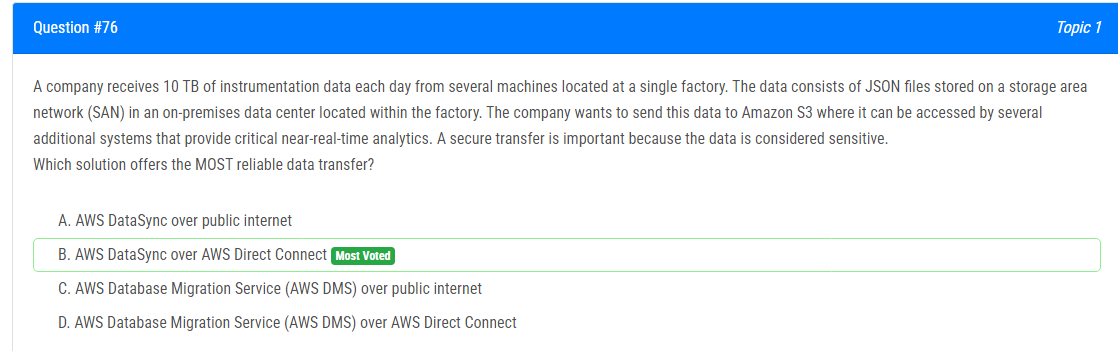 Question #76
Topic 1
A company receives 10 TB of instrumentation data each day from several machines located at a single factory. The data consists of JSON files stored on a storage area
network (SAN) in an on-premises data center located within the factory. The company wants to send this data to Amazon S3 where it can be accessed by several
additional systems that provide critical near-real-time analytics. A secure transfer is important because the data is considered sensitive.
Which solution offers the MOST reliable data transfer?
A. AWS DataSync over public internet
B. AWS DataSync over AWS Direct Connect Most Voted
C. AWS Database Migration Service (AWS DMS) over public internet
D. AWS Database Migration Service (AWS DMS) over AWS Direct Connect